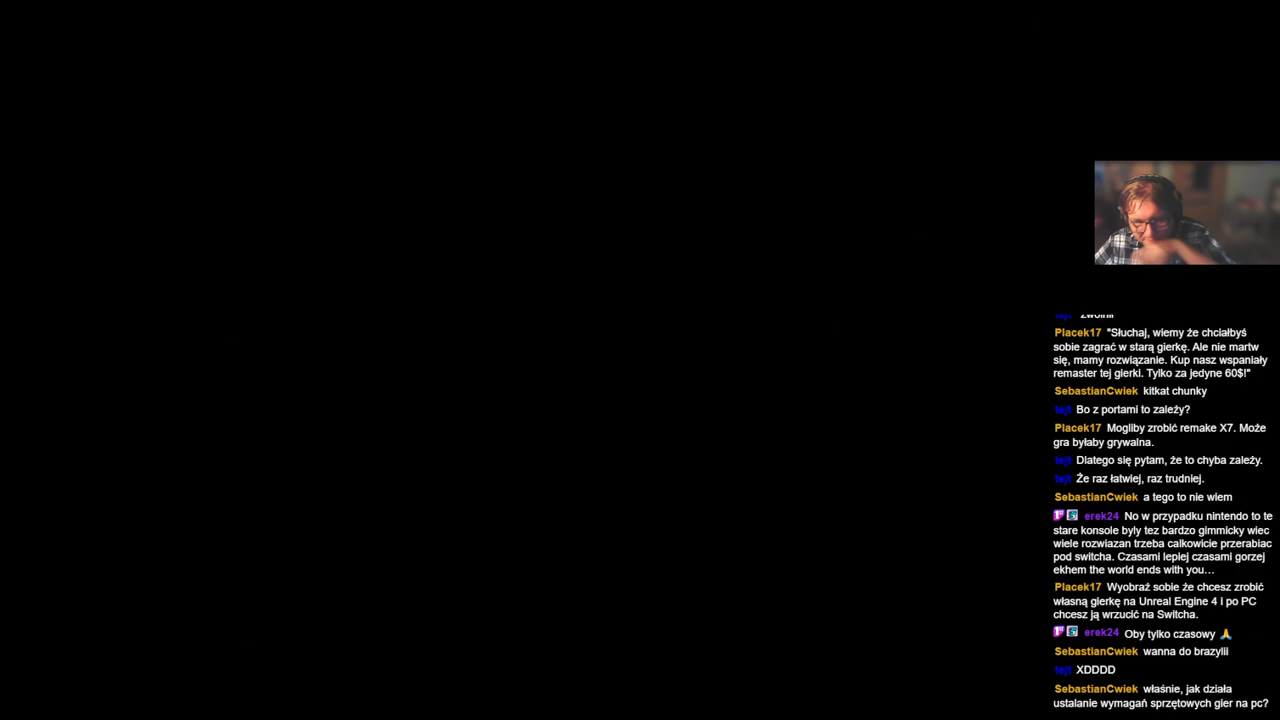 Placek17 "Słuchaj, wiemy że chciałbyś
sobie zagrać w starą gierkę. Ale nie martw
się, mamy rozwiązanie. Kup nasz wspaniały
remaster tej gierki. Tylko za jedyne 60$!"
SebastianCwiek kitkat chunky
Bo z portami to zależy?
Placek17 Mogliby zrobić remake X7. Może
gra byłaby grywalna.
Dlatego się pytam, że to chyba zależy.
Że raz łatwiej, raz trudniej.
SebastianCwiek a tego to nie wiem
erek24 No w przypadku nintendo to te
stare konsole byly tez bardzo gimmicky wiec
wiele rozwiazan trzeba calkowicie przerabiac
pod switcha. Czasami lepiej czasami gorzej
ekhem the world ends with you…
Placek17 Wyobraź sobie że chcesz zrobić
własną gierkę na Unreal Engine 4 i po PC
chcesz ją wrzucić na Switcha.
erek24 Oby tylko czasowy 🙏
SebastianCwiek wanna do brazylii
XDDDD
SebastianCwiek właśnie, jak działa
ustalanie wymagań sprzętowych gier na pc?